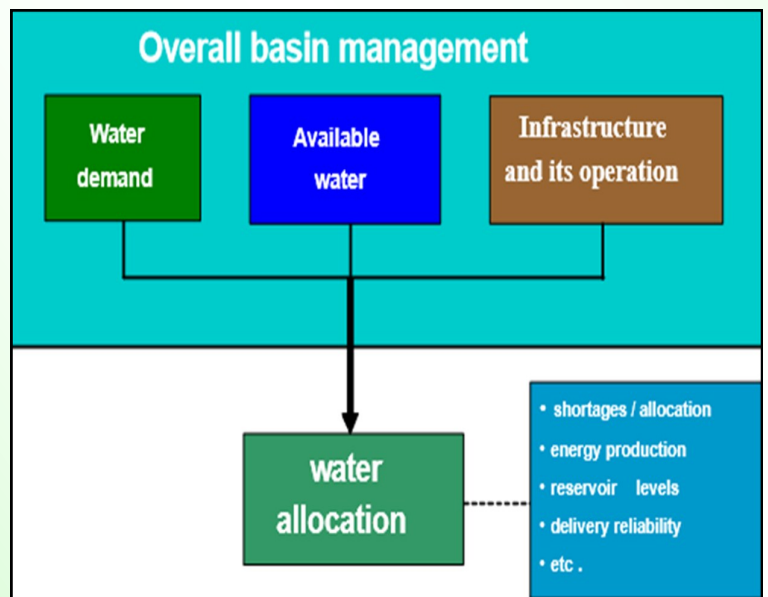 Overall basin management
Water
demand
Available
water
Infrastructure
and its operation
water
allocation
• shortages / allocation
• energy production
• reservoir levels
• delivery reliability
• etc .